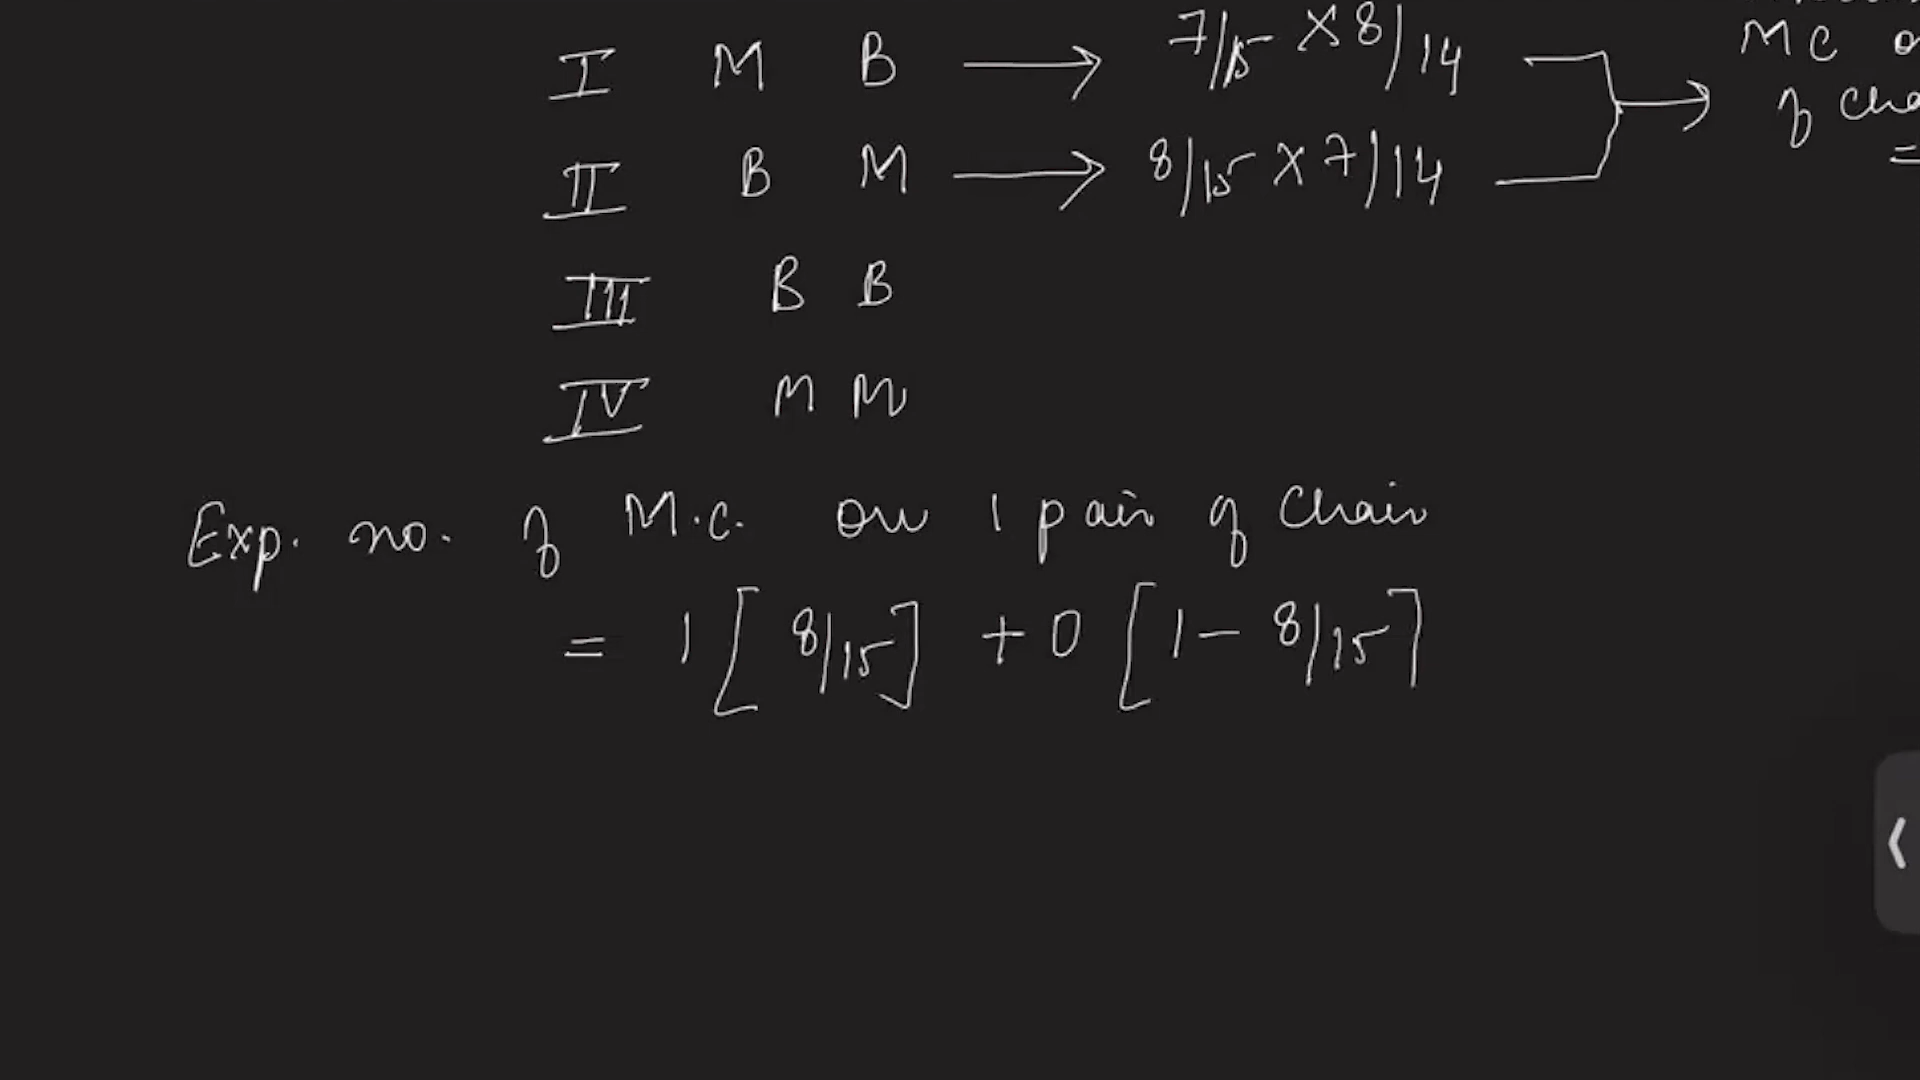 I M B → 7/15 × 8/14
MC
II B M → 8/15 × 7/14
III B B
IV M M
Exp. no. of M.C. on 1 pair of Chair
= 1 [ 8/15 ] + 0 [ 1 - 8/15 ]